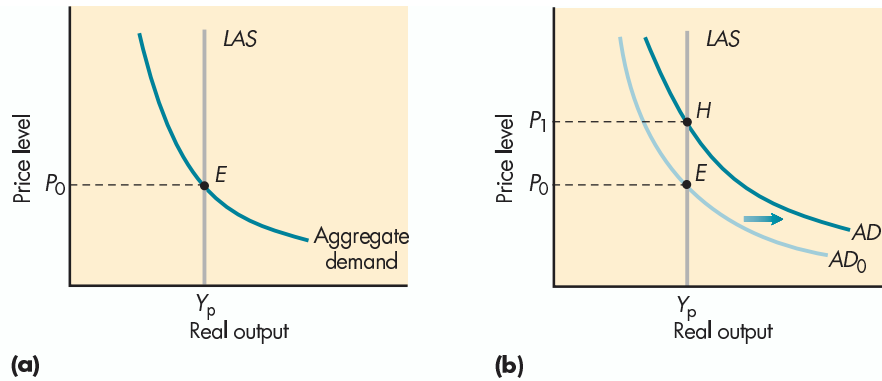 LAS
Price level
P0
E
Aggregate
demand
Yp
Real output
(a)
LAS
Price level
P1
H
P0
E
AD
AD0
Yp
Real output
(b)